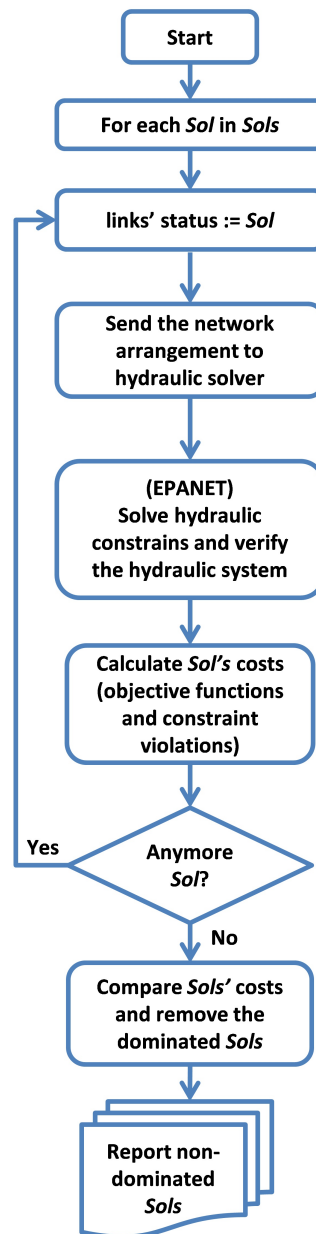 Start
For each Sol in Sols
links' status := Sol
Send the network
arrangement to
hydraulic solver
(EPANET)
Solve hydraulic
constrains and verify
the hydraulic system
Calculate Sol's costs
(objective functions
and constraint
violations)
Yes
Anymore
Sol?
No
Compare Sols' costs
and remove the
dominated Sols
Report non-
dominated
Sols